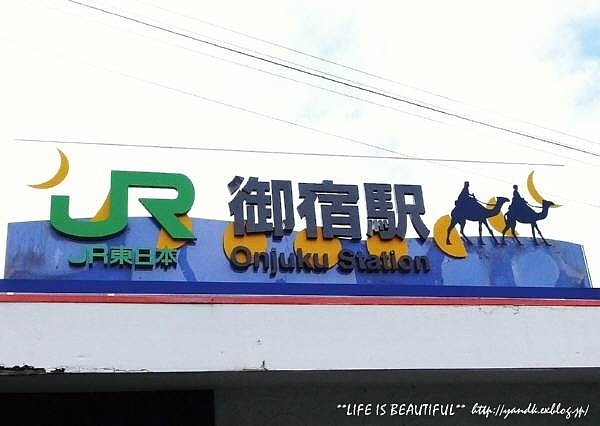 JR 御宿駅
JR東日本 Onjuku Station
**LIFE IS BEAUTIFUL** http://yandk.exblog.jp/